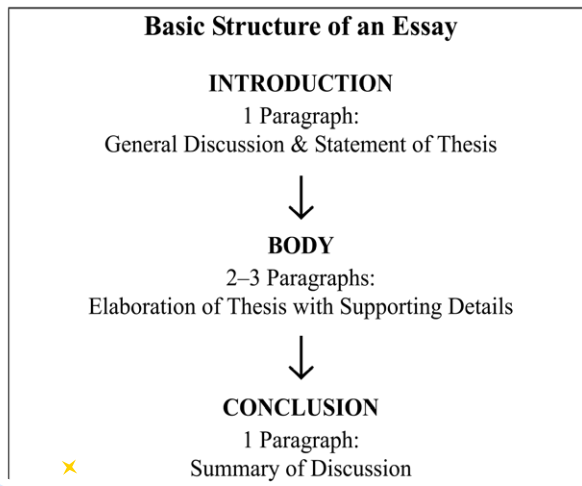 Basic Structure of an Essay
INTRODUCTION
1 Paragraph:
General Discussion & Statement of Thesis
BODY
2–3 Paragraphs:
Elaboration of Thesis with Supporting Details
CONCLUSION
1 Paragraph:
Summary of Discussion